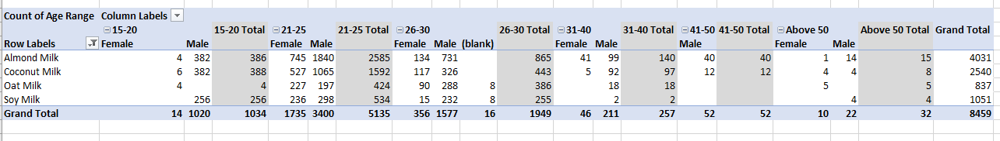 Count of Age Range Column Labels
15-20 15-20 Total 21-25 21-25 Total 26-30 26-30 Total 31-40 31-40 Total 41-50 41-50 Total Above 50 Above 50 Total Grand Total
Row Labels Female Male Female Male Female Male (blank) Female Male Male Female Male
Almond Milk 4 382 386 745 1840 2585 134 731 865 41 99 140 40 40 1 14 15 4031
Coconut Milk 6 382 388 527 1065 1592 117 326 443 5 92 97 12 12 4 4 8 2540
Oat Milk 4 4 227 197 424 90 288 8 386 18 18 5 5 837
Soy Milk 256 256 236 298 534 15 232 8 255 2 2 4 4 1051
Grand Total 14 1020 1034 1735 3400 5135 356 1577 16 1949 46 211 257 52 52 10 22 32 8459